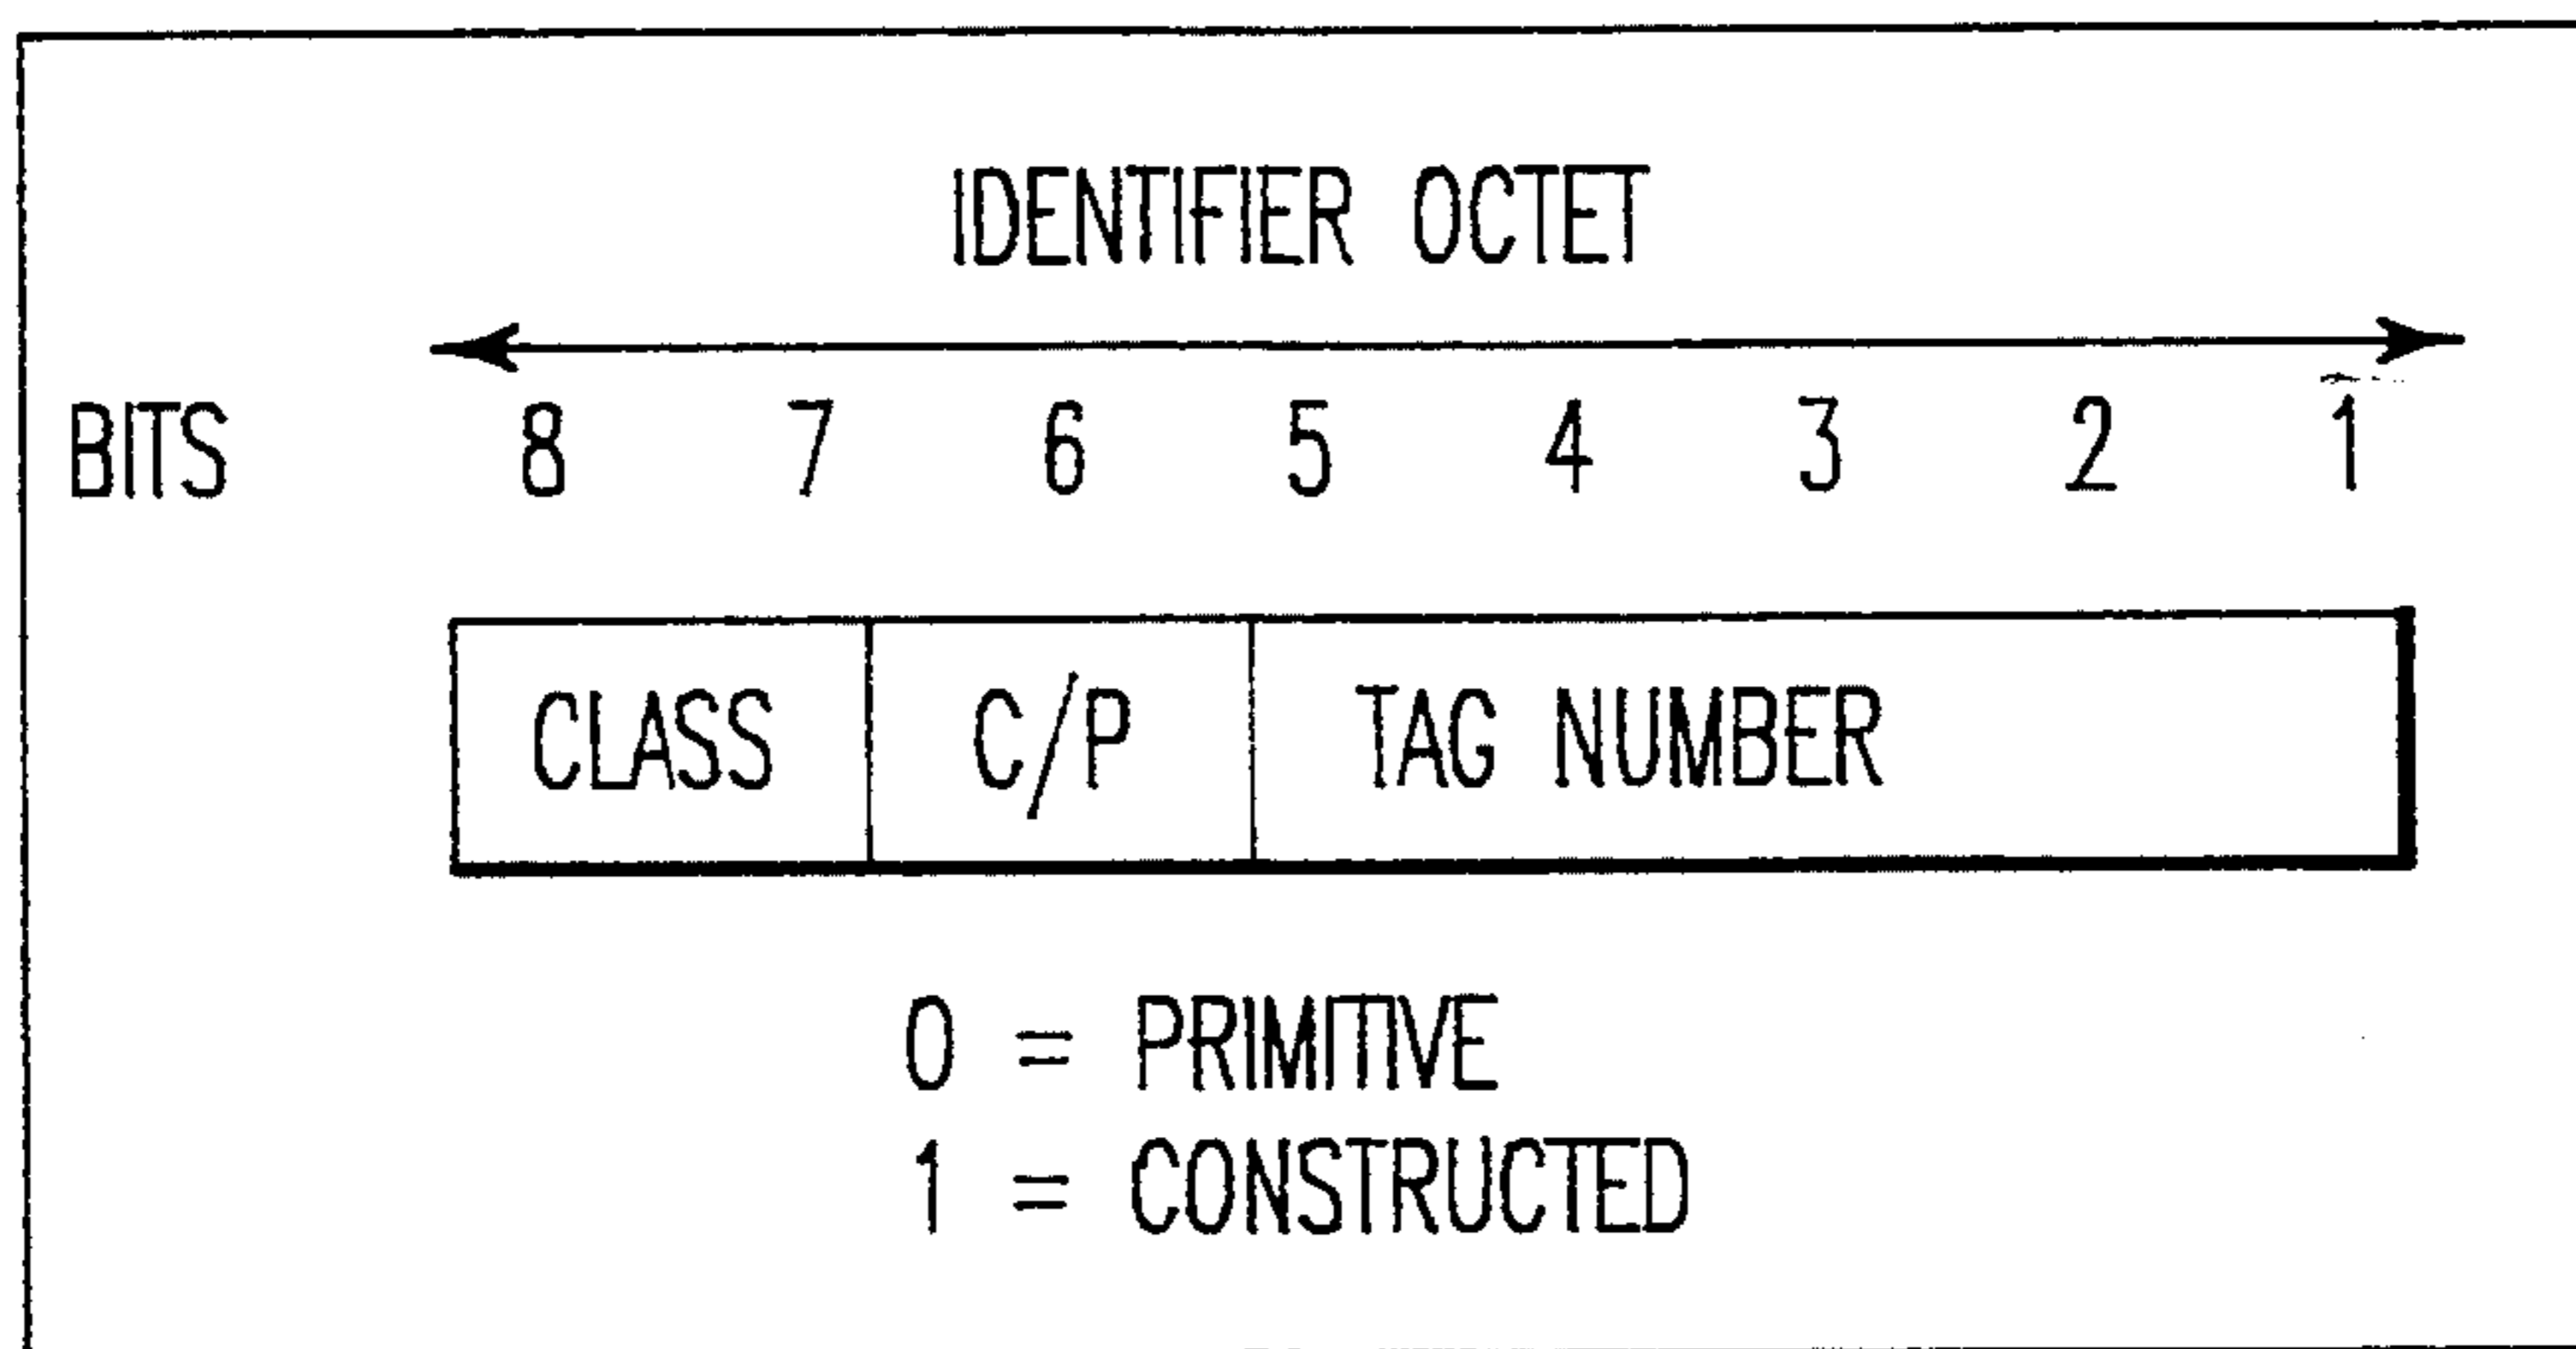 IDENTIFIER OCTET
BITS 8 7 6 5 4 3 2 1
CLASS C/P TAG NUMBER
0 = PRIMITIVE
1 = CONSTRUCTED